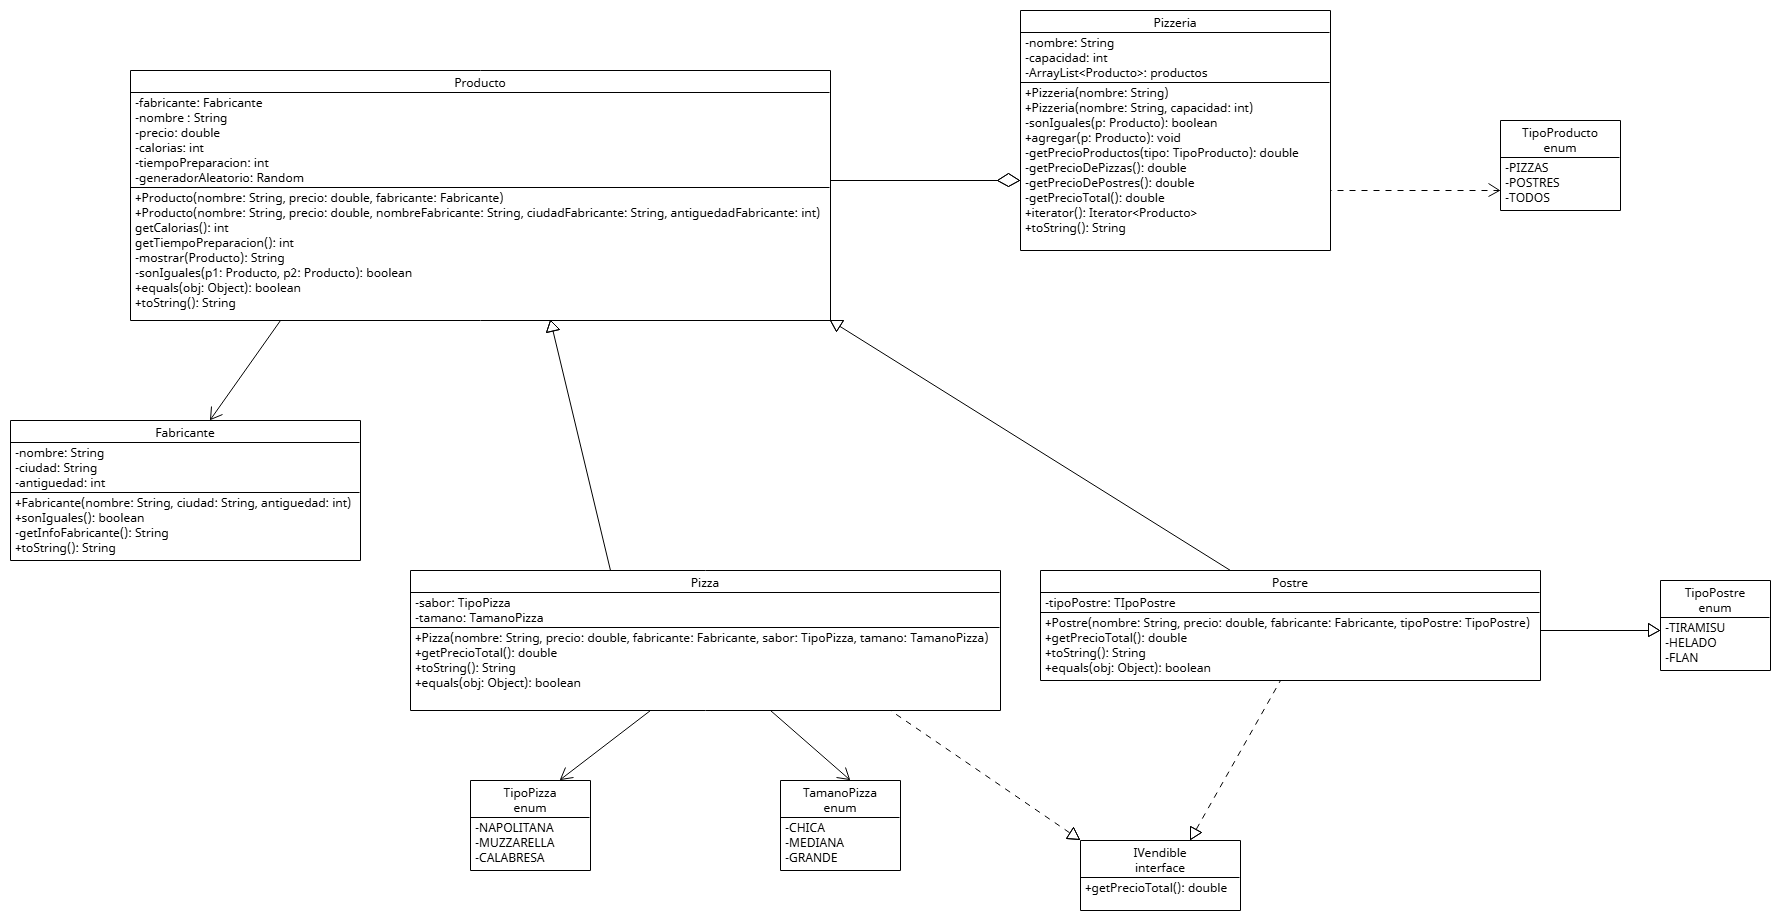 Pizzeria
-nombre: String
-capacidad: int
-ArrayList<Producto>: productos
+Pizzeria(nombre: String)
+Pizzeria(nombre: String, capacidad: int)
-sonIguales(p: Producto): boolean
+agregar(p: Producto): void
-getPrecioProductos(tipo: TipoProducto): double
-getPrecioDePizzas(): double
-getPrecioDePostres(): double
-getPrecioTotal(): double
+iterator(): Iterator<Producto>
+toString(): String
Producto
-fabricante: Fabricante
-nombre : String
-precio: double
-calorias: int
-tiempoPreparacion: int
-generadorAleatorio: Random
+Producto(nombre: String, precio: double, fabricante: Fabricante)
+Producto(nombre: String, precio: double, nombreFabricante: String, ciudadFabricante: String, antiguedadFabricante: int)
getCalorias(): int
getTiempoPreparacion(): int
-mostrar(Producto): String
-sonIguales(p1: Producto, p2: Producto): boolean
+equals(obj: Object): boolean
+toString(): String
TipoProducto
enum
-PIZZAS
-POSTRES
-TODOS
Fabricante
-nombre: String
-ciudad: String
-antiguedad: int
+Fabricante(nombre: String, ciudad: String, antiguedad: int)
+sonIguales(): boolean
-getInfoFabricante(): String
+toString(): String
Pizza
-sabor: TipoPizza
-tamano: TamanoPizza
+Pizza(nombre: String, precio: double, fabricante: Fabricante, sabor: TipoPizza, tamano: TamanoPizza)
+getPrecioTotal(): double
+toString(): String
+equals(obj: Object): boolean
Postre
-tipoPostre: TIpoPostre
+Postre(nombre: String, precio: double, fabricante: Fabricante, tipoPostre: TipoPostre)
+getPrecioTotal(): double
+toString(): String
+equals(obj: Object): boolean
TipoPostre
enum
-TIRAMISU
-HELADO
-FLAN
TipoPizza
enum
-NAPOLITANA
-MUZZARELLA
-CALABRESA
TamanoPizza
enum
-CHICA
-MEDIANA
-GRANDE
IVendible
interface
+getPrecioTotal(): double